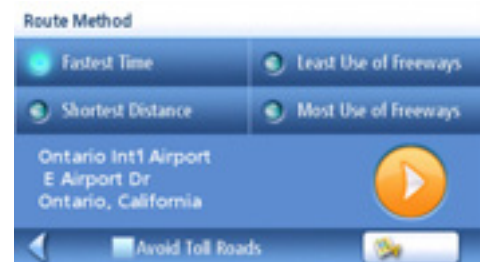 Route Method
Fastest Time
Least Use of Freeways
Shortest Distance
Most Use of Freeways
Ontario Int'l Airport
E Airport Dr
Ontario, California
Avoid Toll Roads